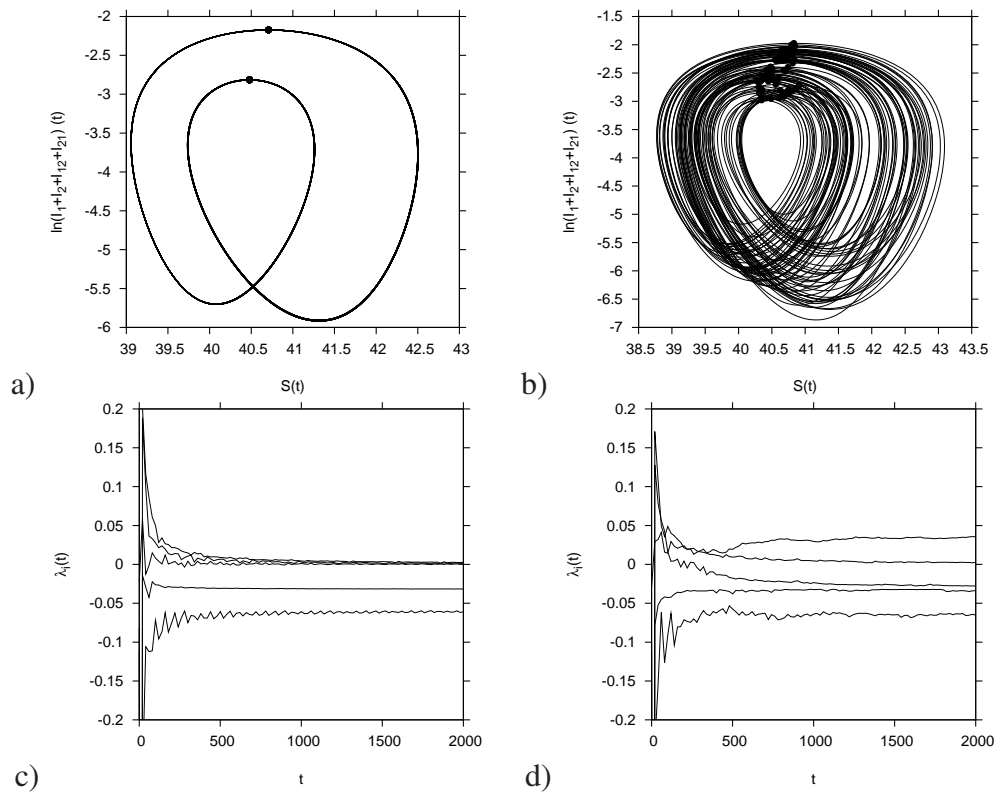 -2
-2.5
-3
-3.5
-4
-4.5
-5
-5.5
-6
ln(I1+I2+I12+I21) (t)
39 39.5 40 40.5 41 41.5 42 42.5 43
S(t)
a)
-1.5
-2
-2.5
-3
-3.5
-4
-4.5
-5
-5.5
-6
-6.5
-7
ln(I1+I2+I12+I21) (t)
38.5 39 39.5 40 40.5 41 41.5 42 42.5 43 43.5
S(t)
b)
0.2
0.15
0.1
0.05
0
-0.05
-0.1
-0.15
-0.2
λi(t)
0 500 1000 1500 2000
t
c)
0.2
0.15
0.1
0.05
0
-0.05
-0.1
-0.15
-0.2
λi(t)
0 500 1000 1500 2000
t
d)